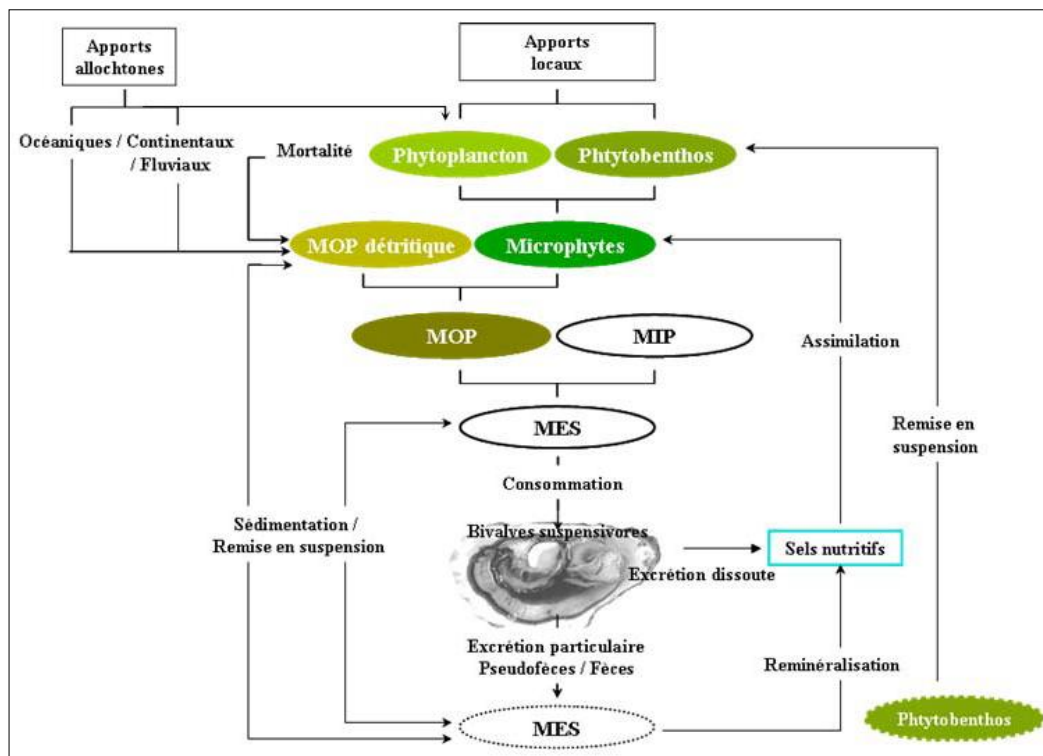 Apports
allochtones
Apports
locaux
Océaniques / Continentaux
/ Fluviaux
Mortalité
Phytoplancton
Phtytobenthos
MOP détritique
Microphytes
MOP
MIP
Assimilation
MES
Remise en
suspension
Consommation
Sédimentation /
Remise en suspension
Bivalves suspensivores
Sels nutritifs
Excrétion dissoute
Excrétion particulaire
Pseudofèces / Fèces
Reminéralisation
MES
Phtytobenthos